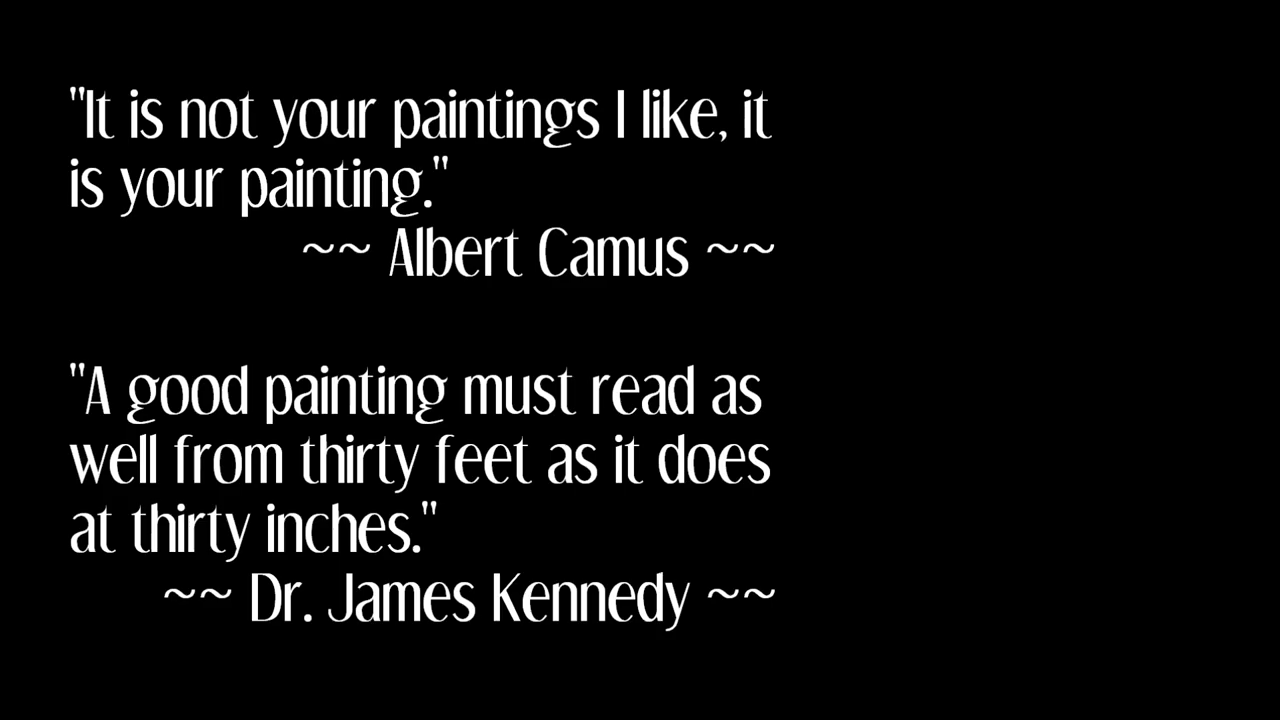 "It is not your paintings I like, it
is your painting."
~~ Albert Camus ~~
"A good painting must read as
well from thirty feet as it does
at thirty inches."
~~ Dr. James Kennedy ~~